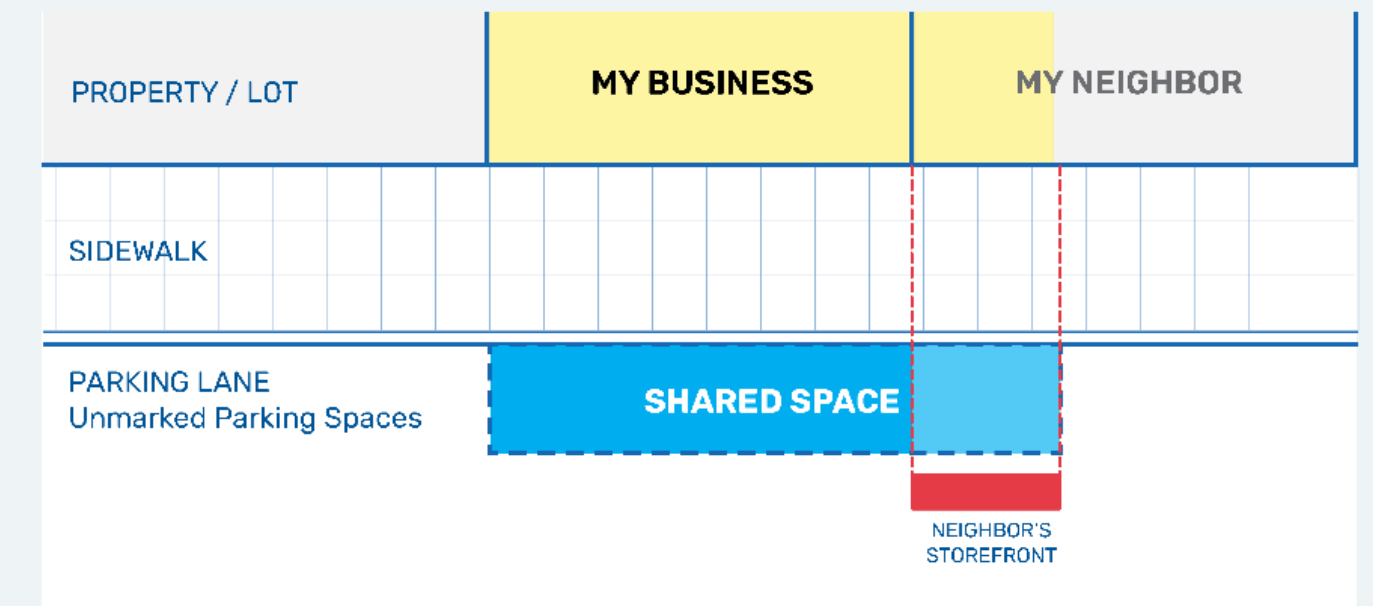 PROPERTY / LOT
MY BUSINESS
MY NEIGHBOR
SIDEWALK
PARKING LANE
Unmarked Parking Spaces
SHARED SPACE
NEIGHBOR'S
STOREFRONT